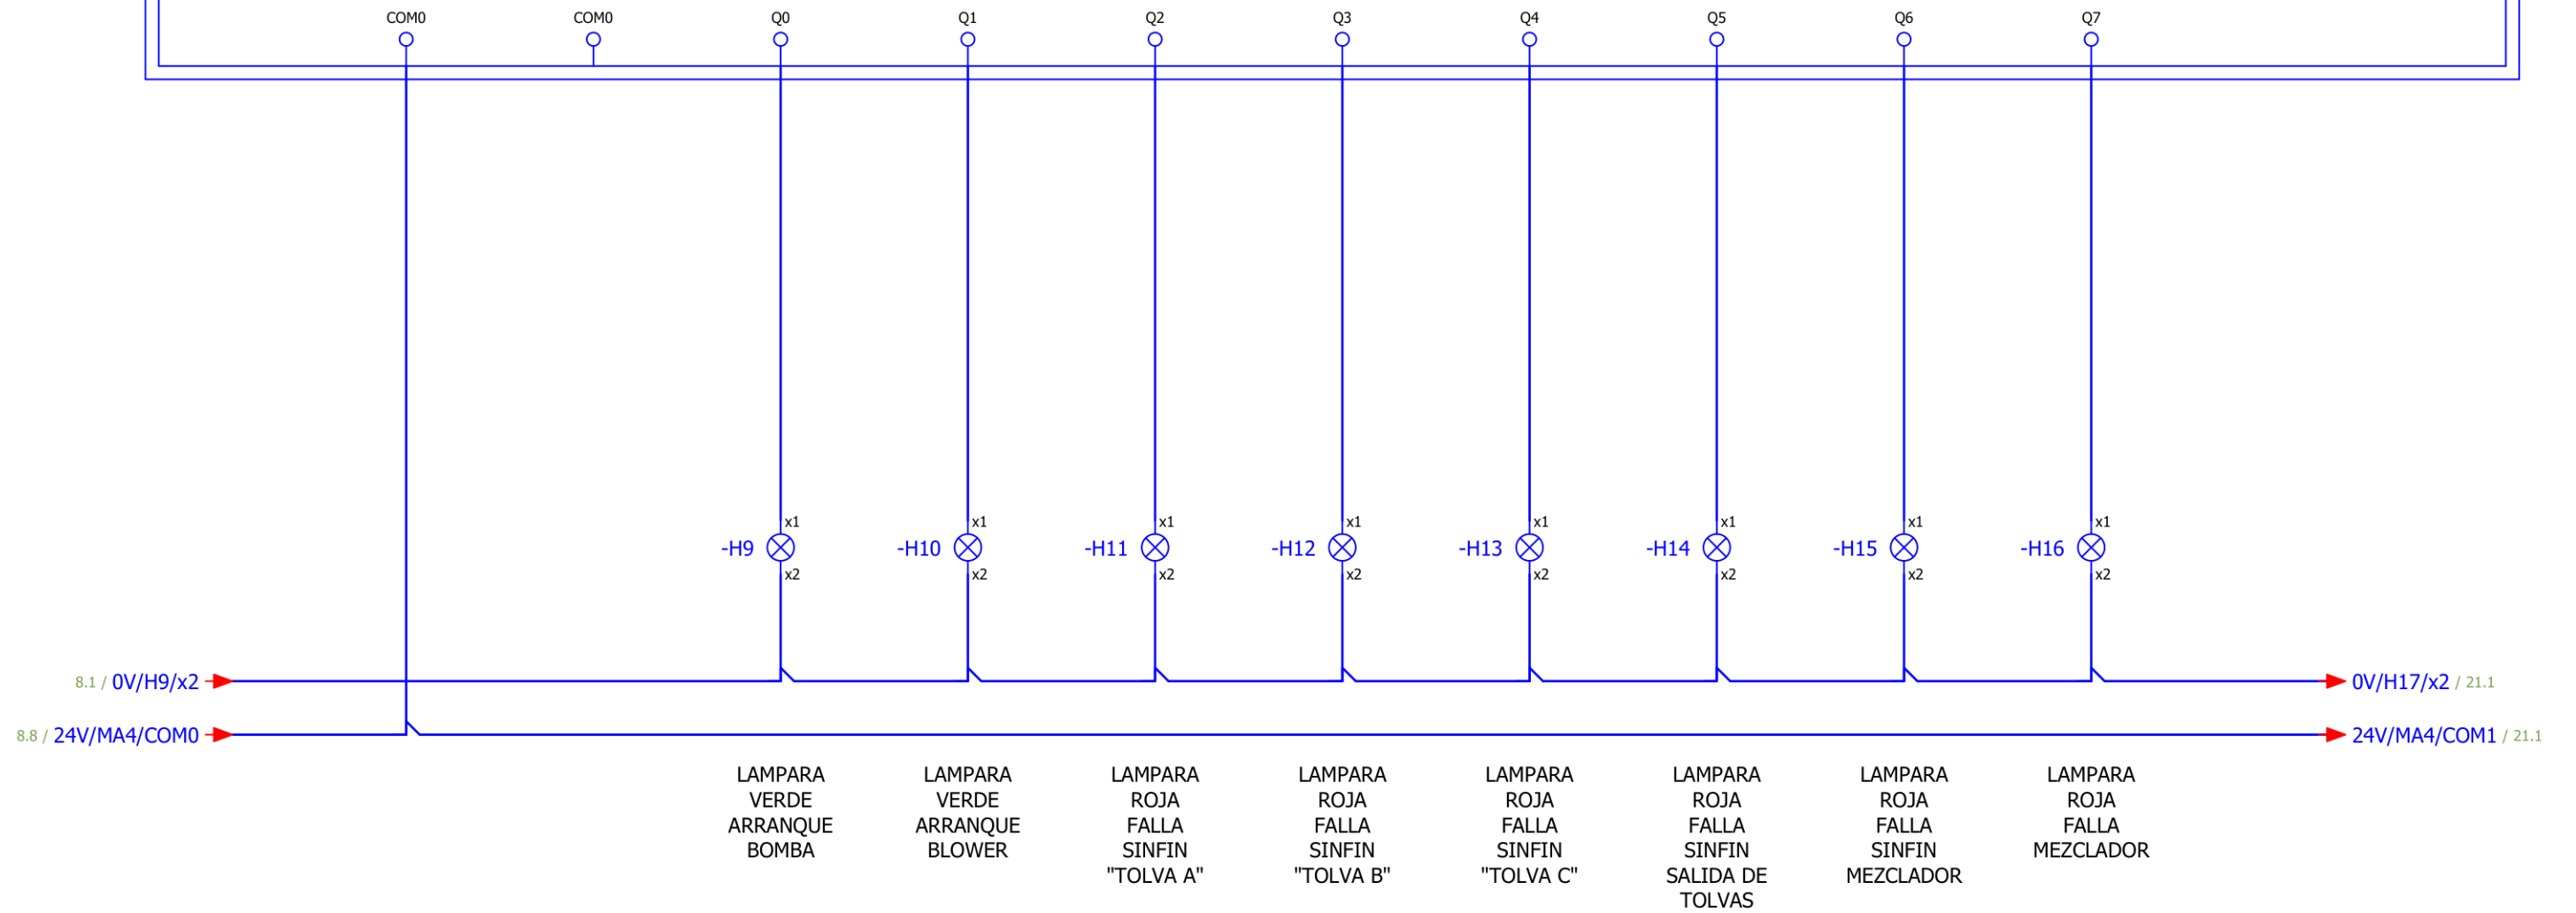 COM0 COM0 Q0 Q1 Q2 Q3 Q4 Q5 Q6 Q7
x1 x1 x1 x1 x1 x1 x1 x1
-H9 -H10 -H11 -H12 -H13 -H14 -H15 -H16
x2 x2 x2 x2 x2 x2 x2 x2
8.1 / 0V/H9/x2 0V/H17/x2 / 21.1
8.8 / 24V/MA4/COM0 24V/MA4/COM1 / 21.1
LAMPARA
VERDE
ARRANQUE
BOMBA
LAMPARA
VERDE
ARRANQUE
BLOWER
LAMPARA
ROJA
FALLA
SINFIN
"TOLVA A"
LAMPARA
ROJA
FALLA
SINFIN
"TOLVA B"
LAMPARA
ROJA
FALLA
SINFIN
"TOLVA C"
LAMPARA
ROJA
FALLA
SINFIN
SALIDA DE
TOLVAS
LAMPARA
ROJA
FALLA
SINFIN
MEZCLADOR
LAMPARA
ROJA
FALLA
MEZCLADOR